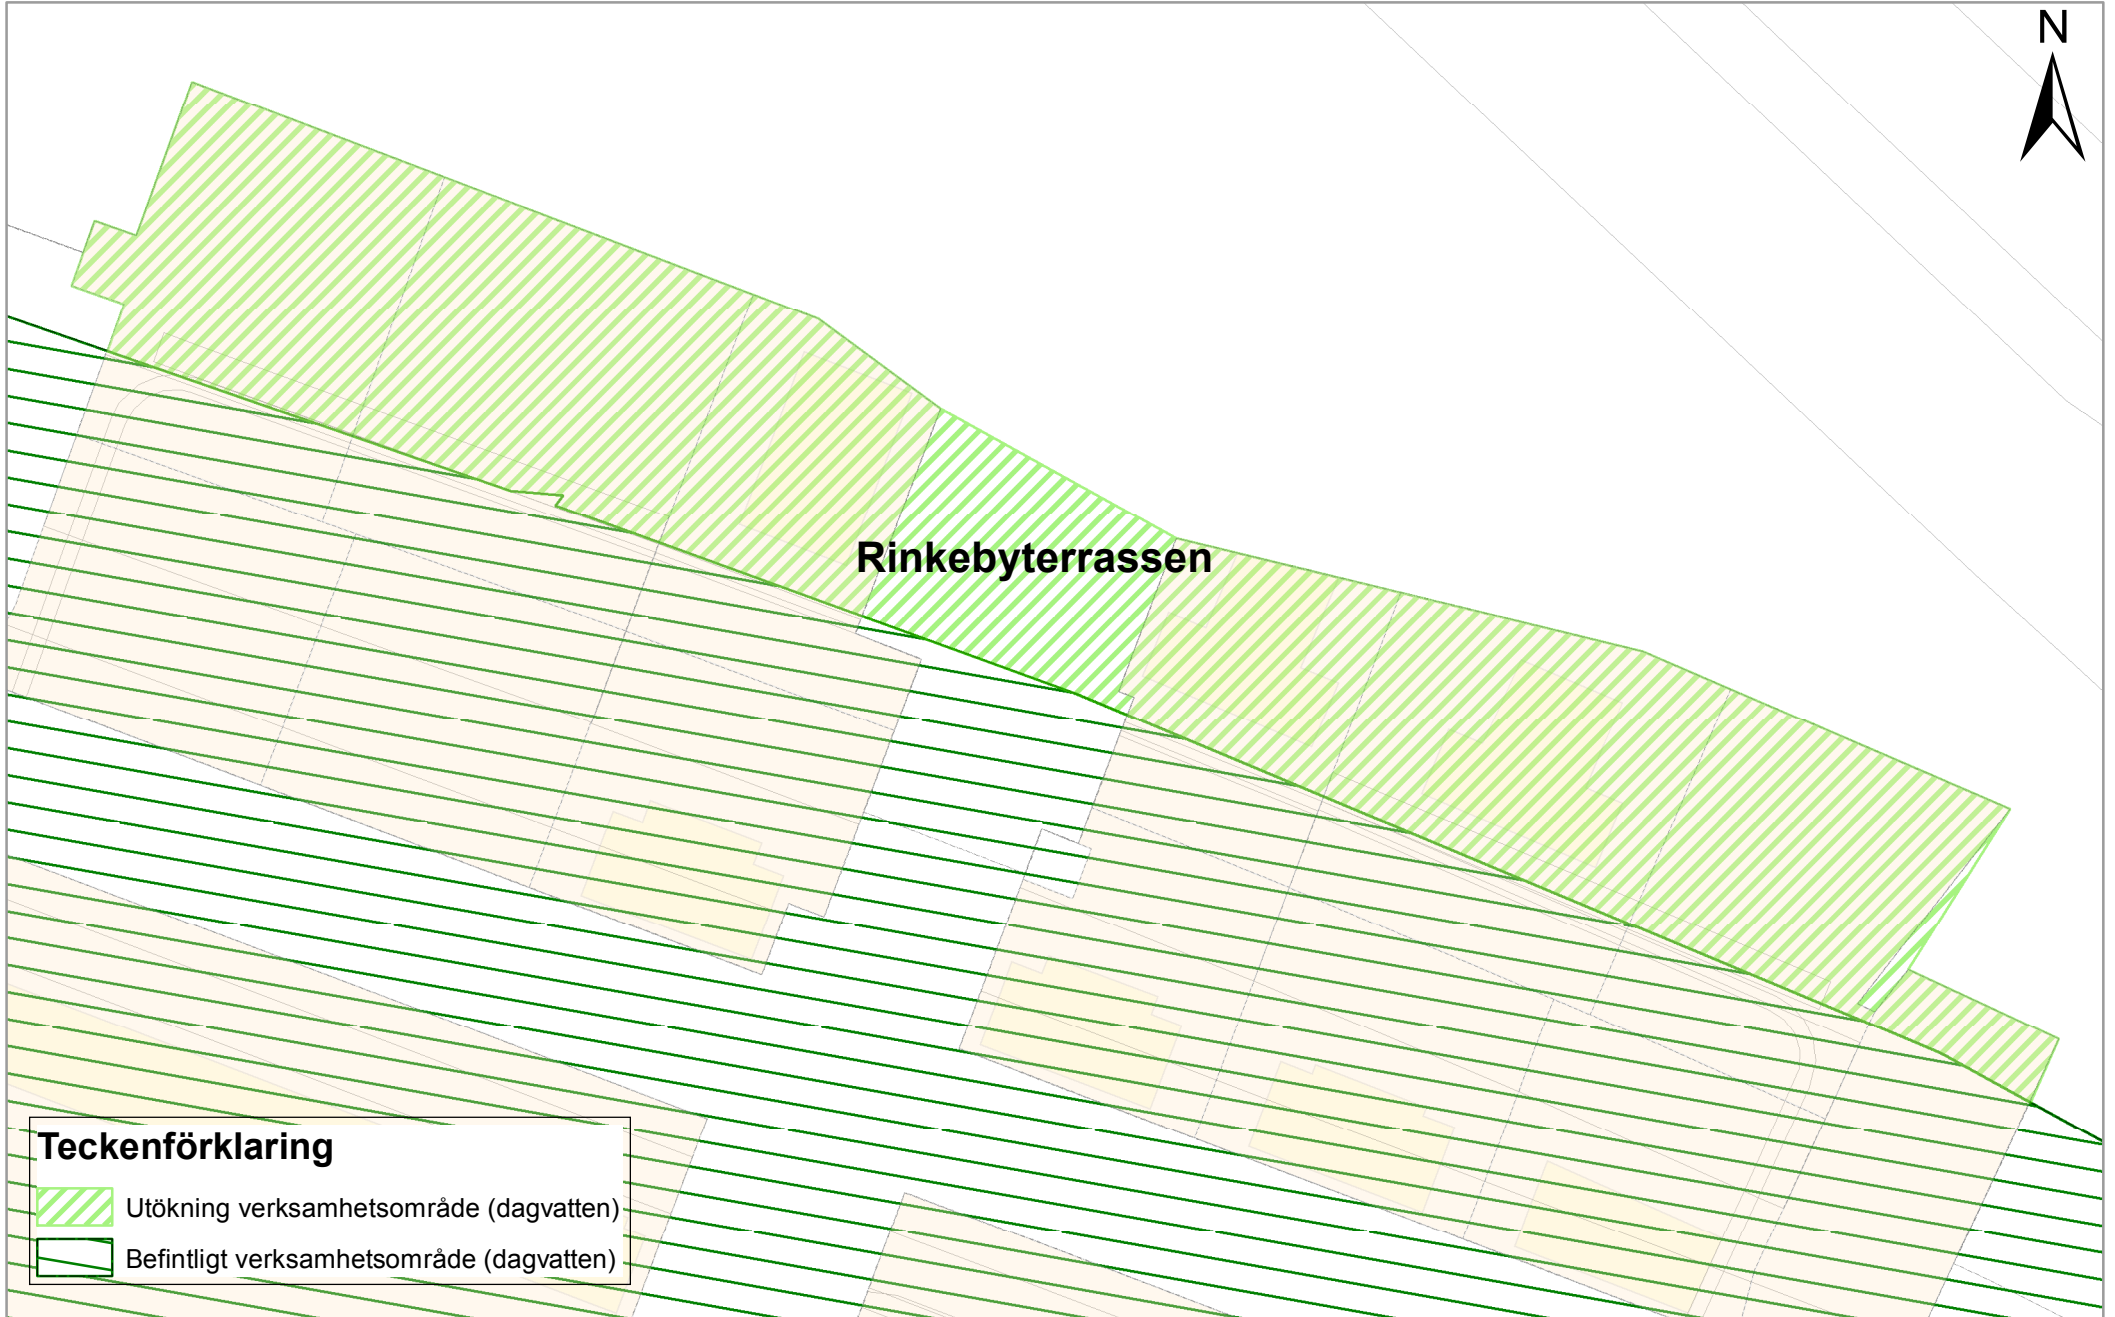 N
Rinkebyterrassen
Teckenförklaring
Utökning verksamhetsområde (dagvatten)
Befintligt verksamhetsområde (dagvatten)